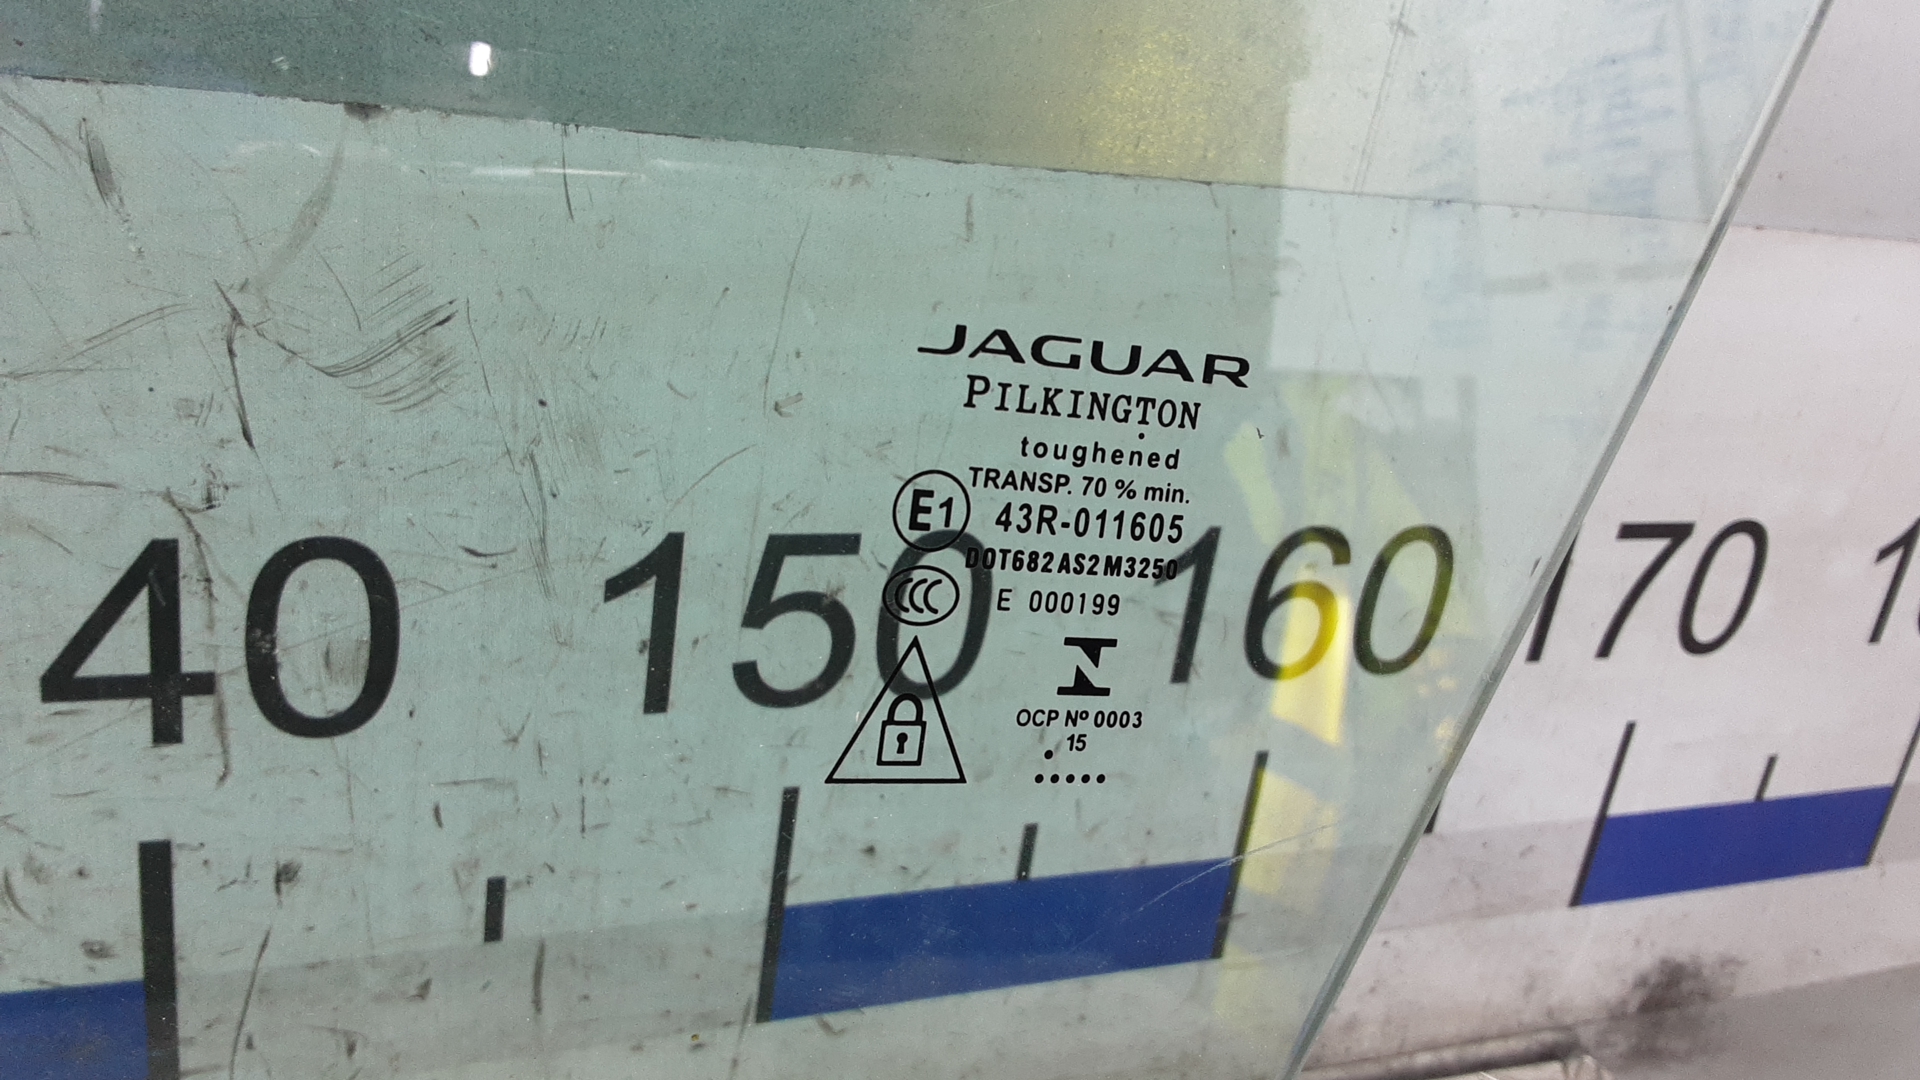 JAGUAR
PILKINGTON
toughened
TRANSP. 70 % min.
E1 43R-011605
DOT682 AS2 M3250
CCC E 000199
OCP Nº 0003
15
40 150 160 170